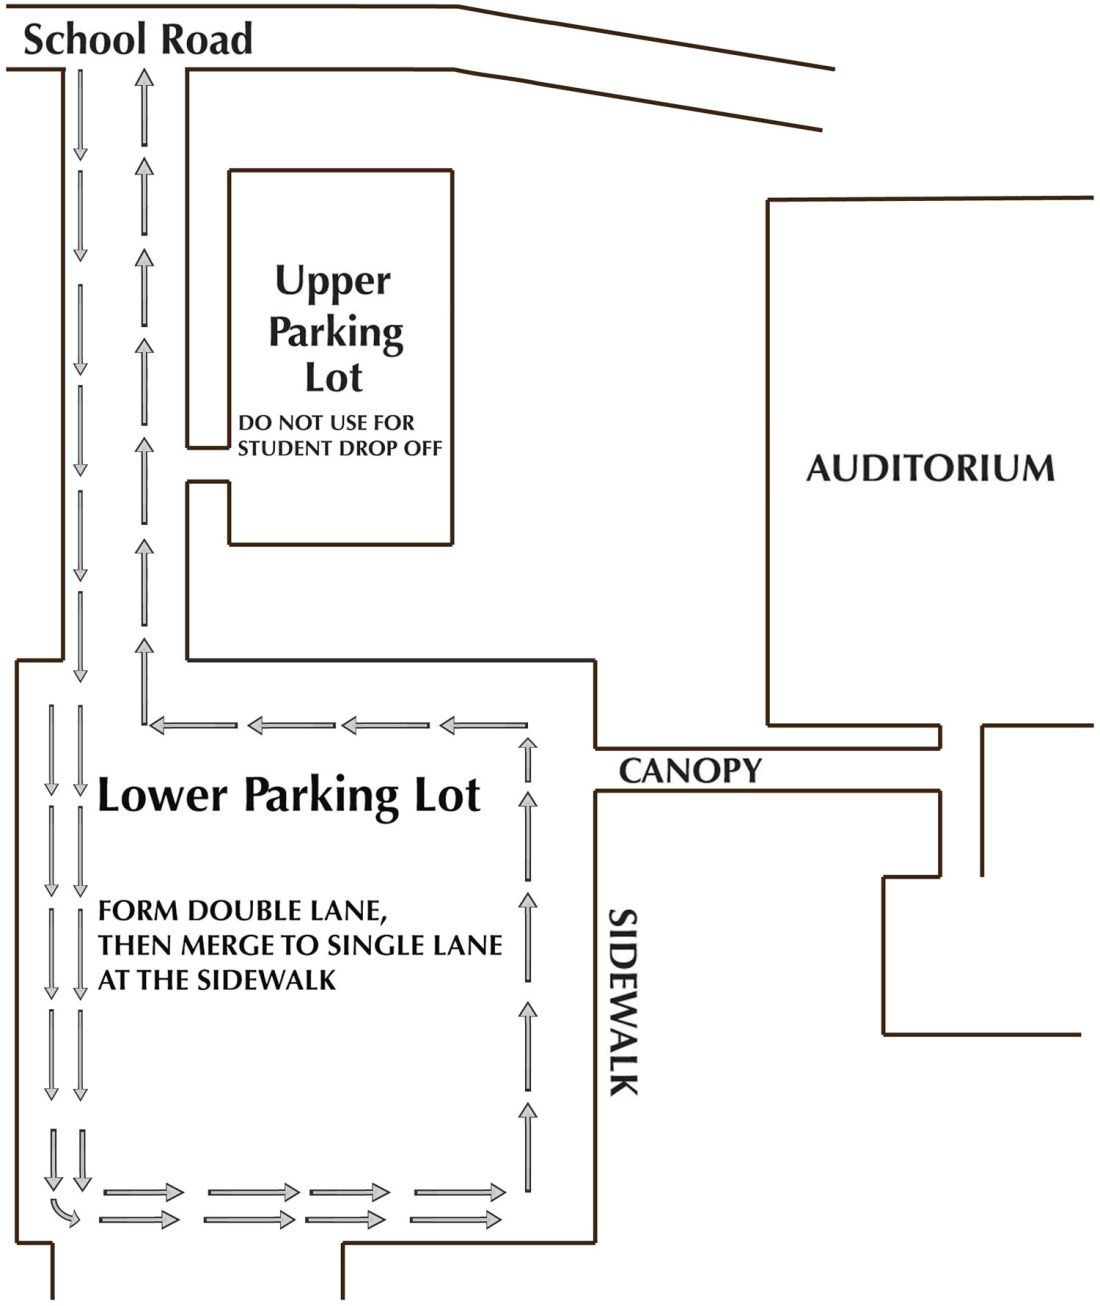 School Road
Upper
Parking
Lot
DO NOT USE FOR
STUDENT DROP OFF
AUDITORIUM
CANOPY
Lower Parking Lot
FORM DOUBLE LANE,
THEN MERGE TO SINGLE LANE
AT THE SIDEWALK
SIDEWALK